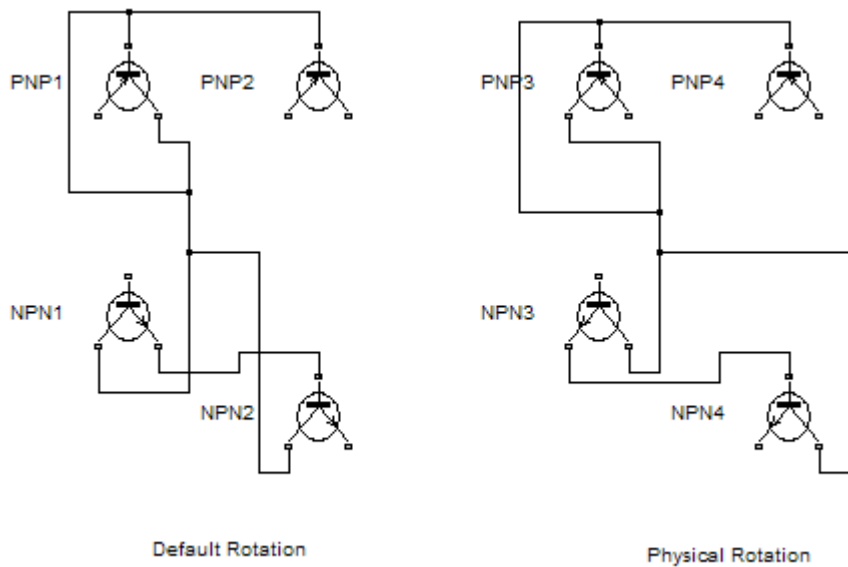 PNP1
PNP2
PNP3
PNP4
NPN1
NPN3
NPN2
NPN4
Default Rotation
Physical Rotation